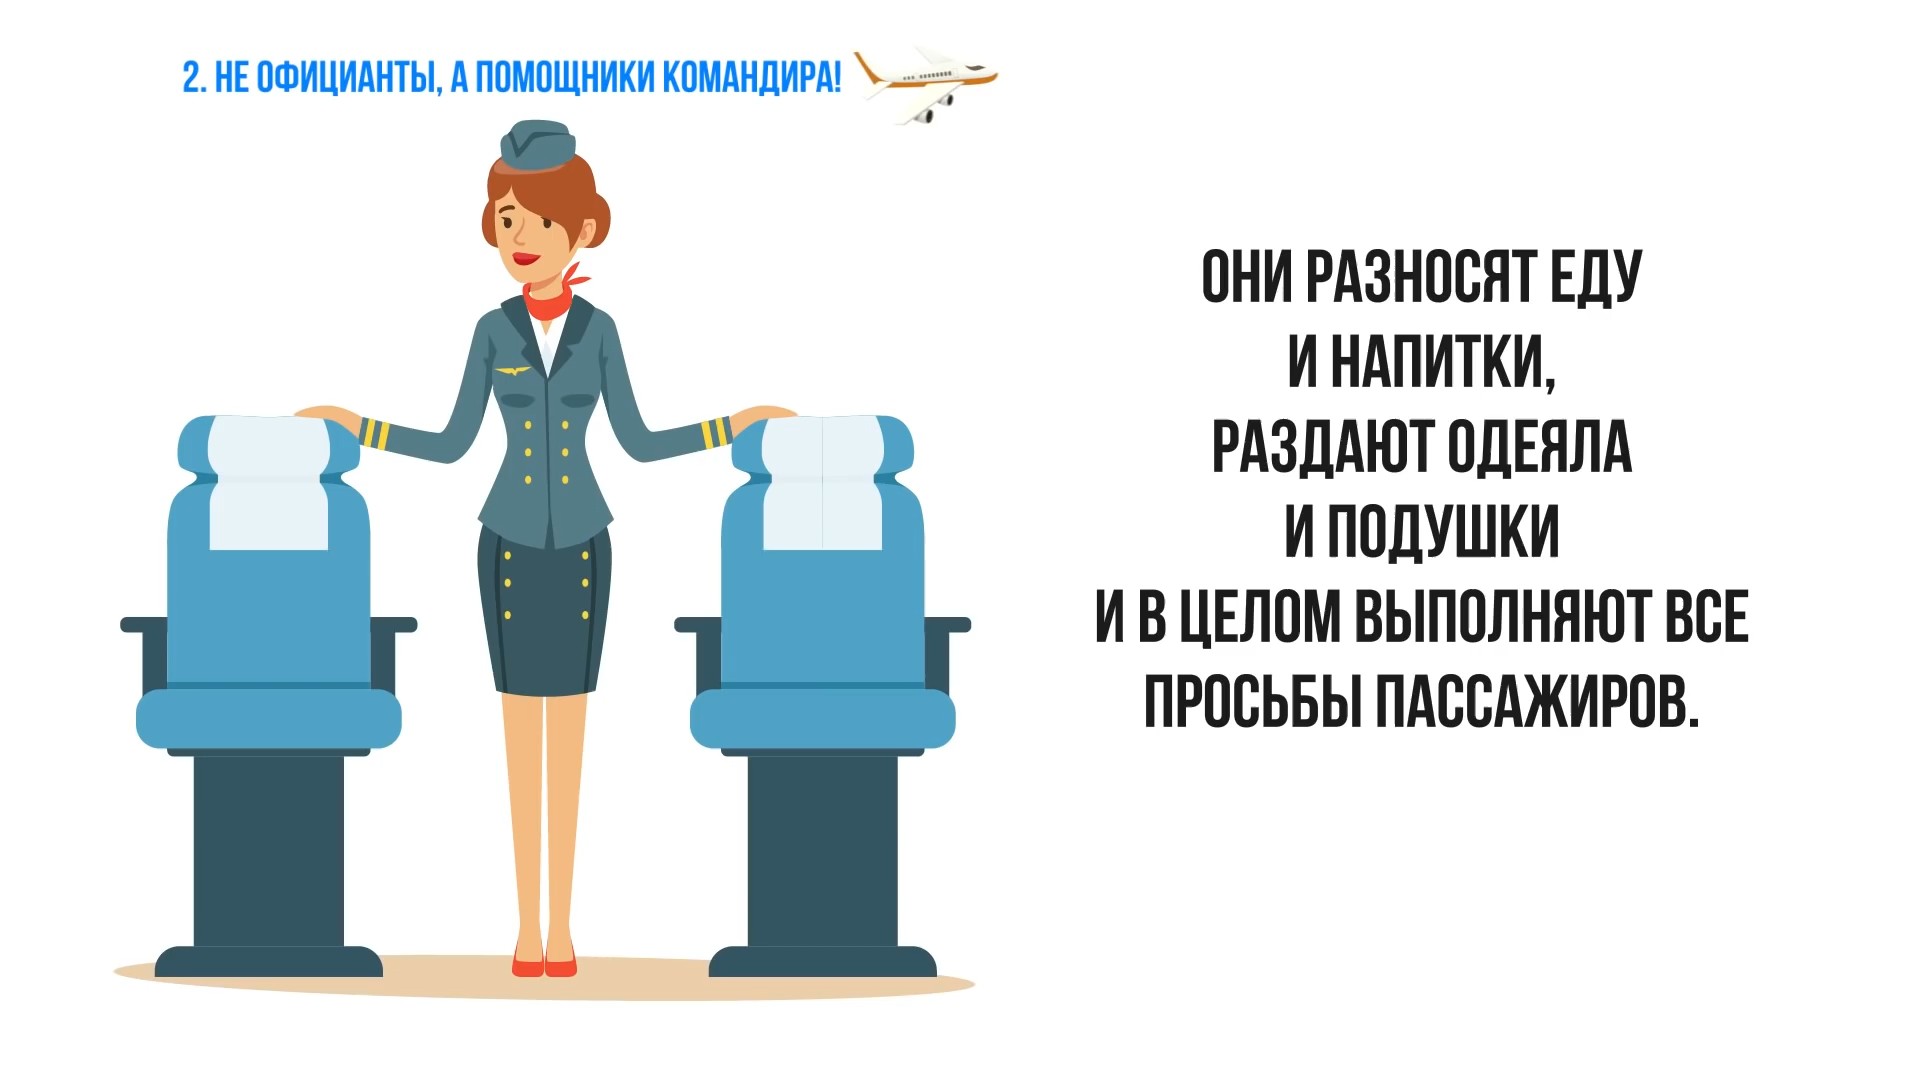 2. НЕ ОФИЦИАНТЫ, А ПОМОЩНИКИ КОМАНДИРА!
ОНИ РАЗНОСЯТ ЕДУ
И НАПИТКИ,
РАЗДАЮТ ОДЕЯЛА
И ПОДУШКИ
И В ЦЕЛОМ ВЫПОЛНЯЮТ ВСЕ
ПРОСЬБЫ ПАССАЖИРОВ.